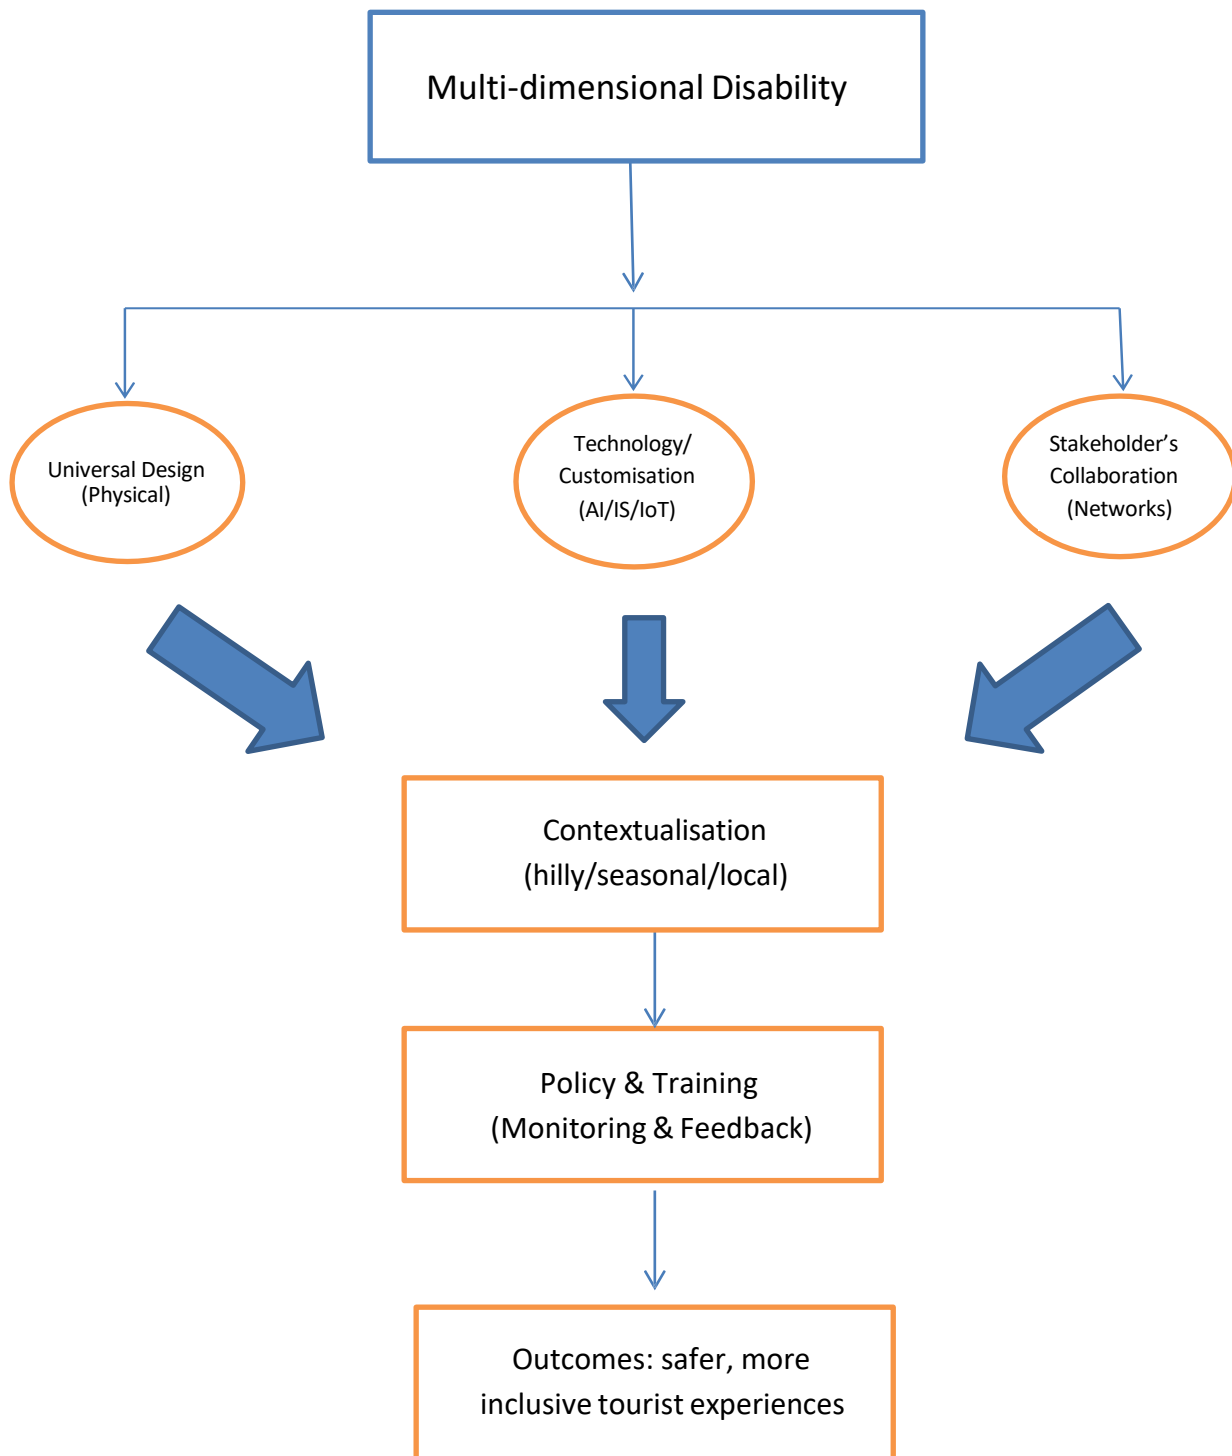 Multi-dimensional Disability
Universal Design
(Physical)
Technology/
Customisation
(AI/IS/IoT)
Stakeholder’s
Collaboration
(Networks)
Contextualisation
(hilly/seasonal/local)
Policy & Training
(Monitoring & Feedback)
Outcomes: safer, more
inclusive tourist experiences